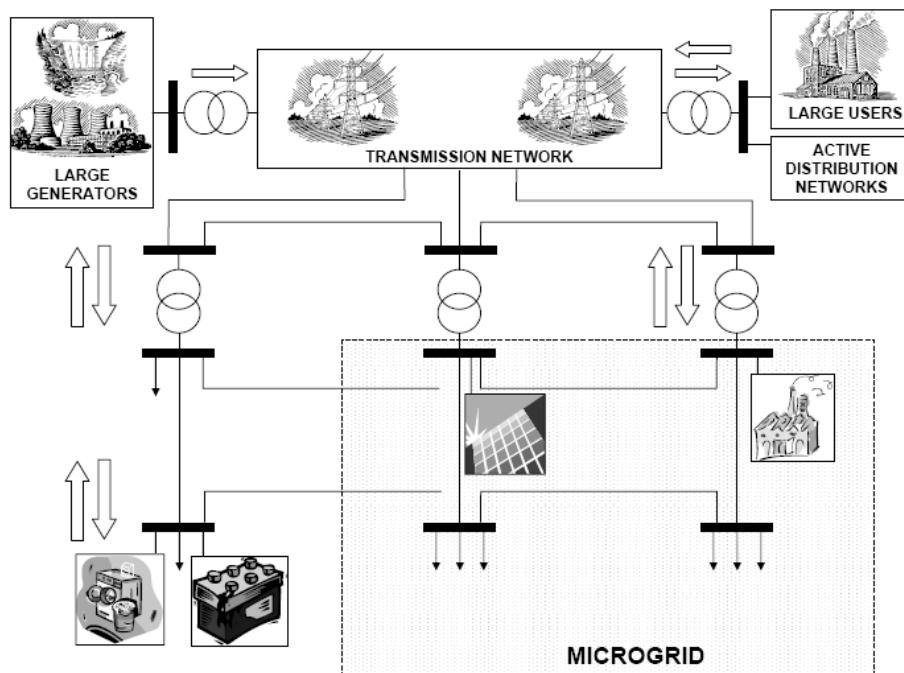 LARGE
GENERATORS
TRANSMISSION NETWORK
LARGE USERS
ACTIVE
DISTRIBUTION
NETWORKS
MICROGRID